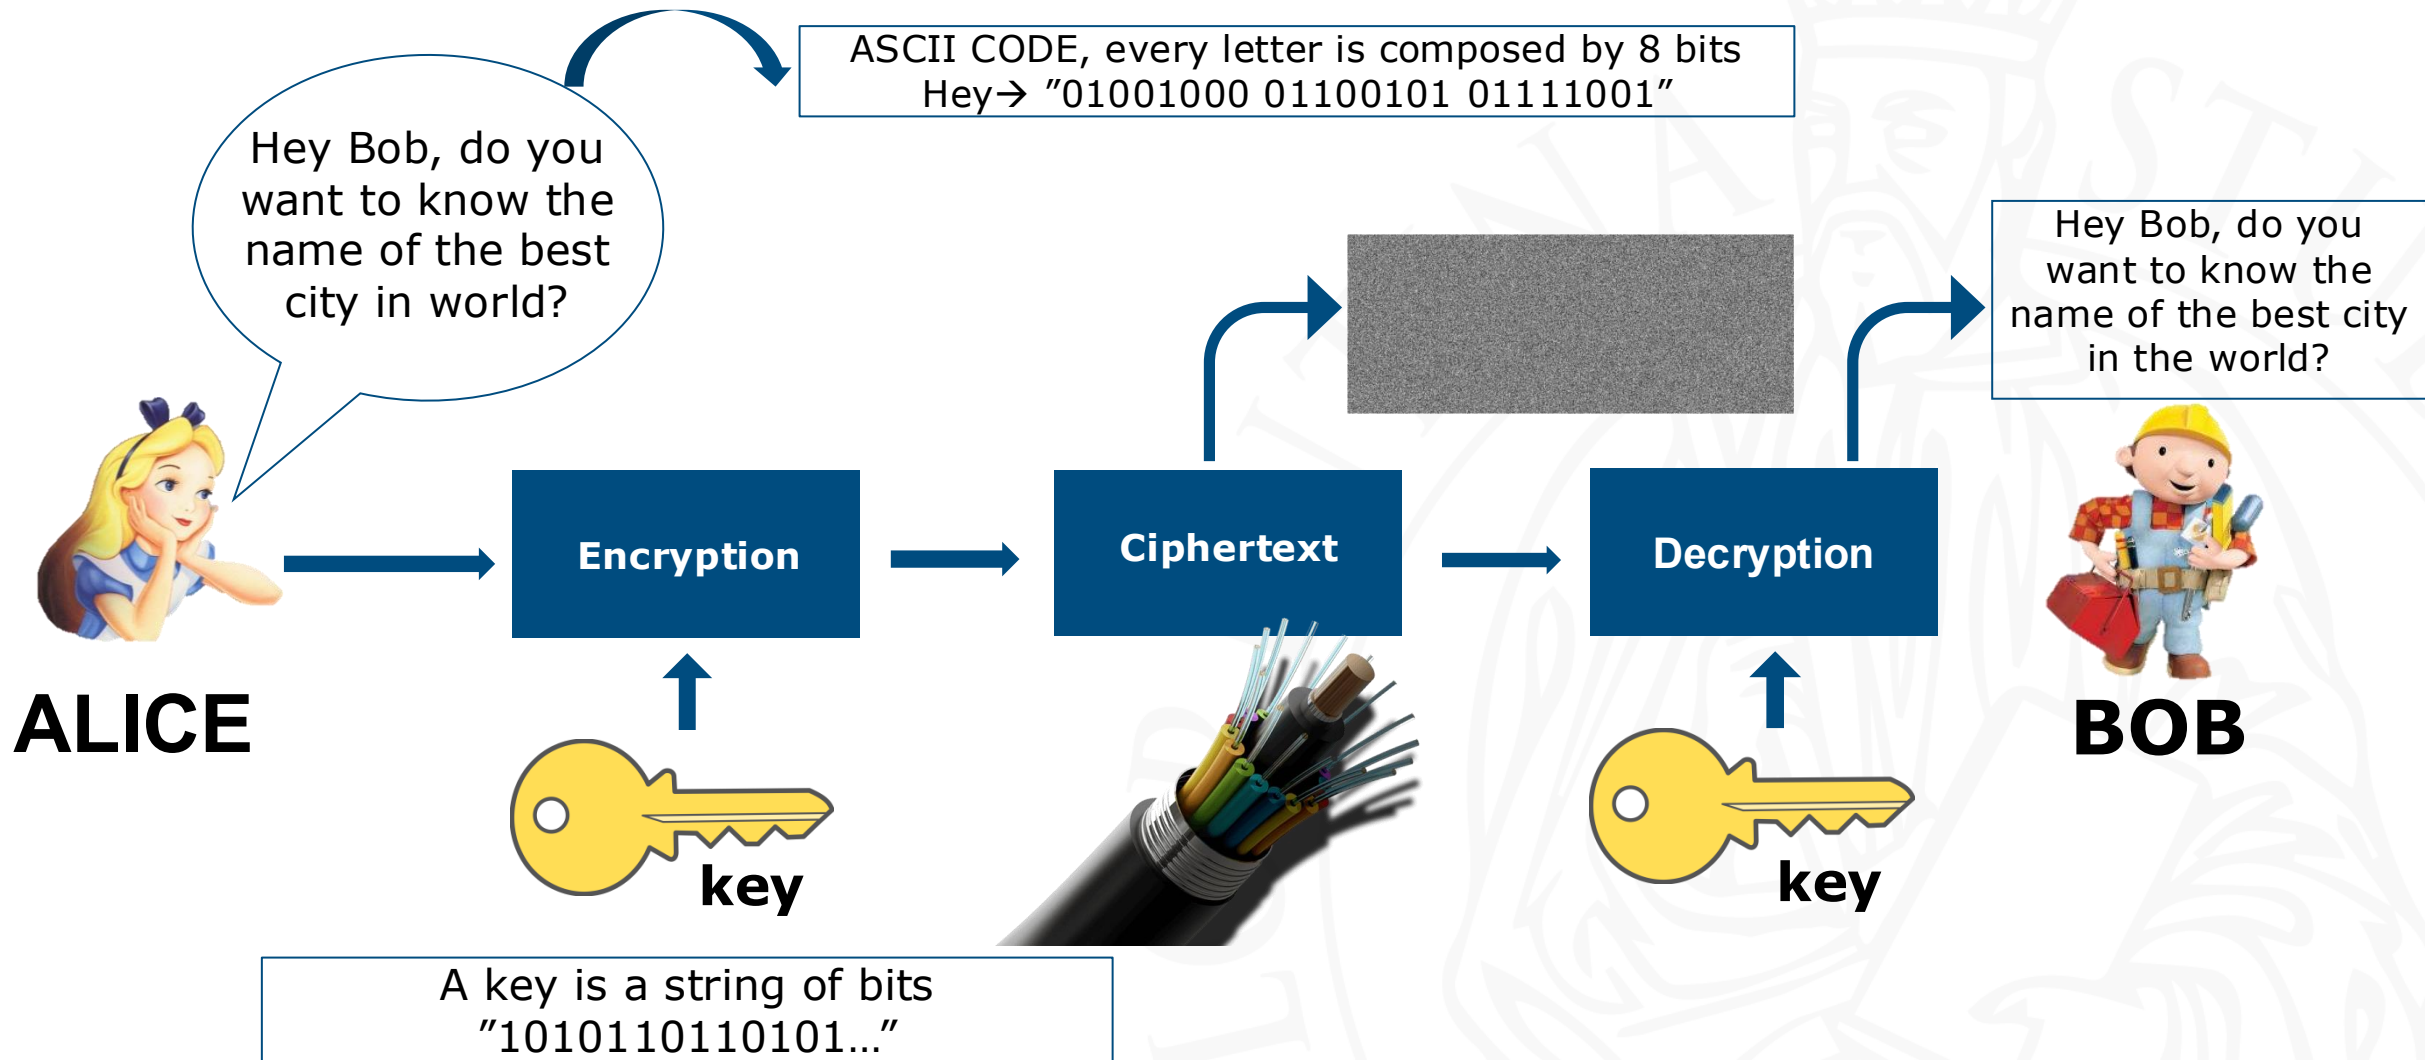 ASCII CODE, every letter is composed by 8 bits
Hey→ ”01001000 01100101 01111001”
Hey Bob, do you
want to know the
name of the best
city in world?
Hey Bob, do you
want to know the
name of the best city
in the world?
Encryption
Ciphertext
Decryption
ALICE
BOB
key
key
A key is a string of bits
”1010110110101...”